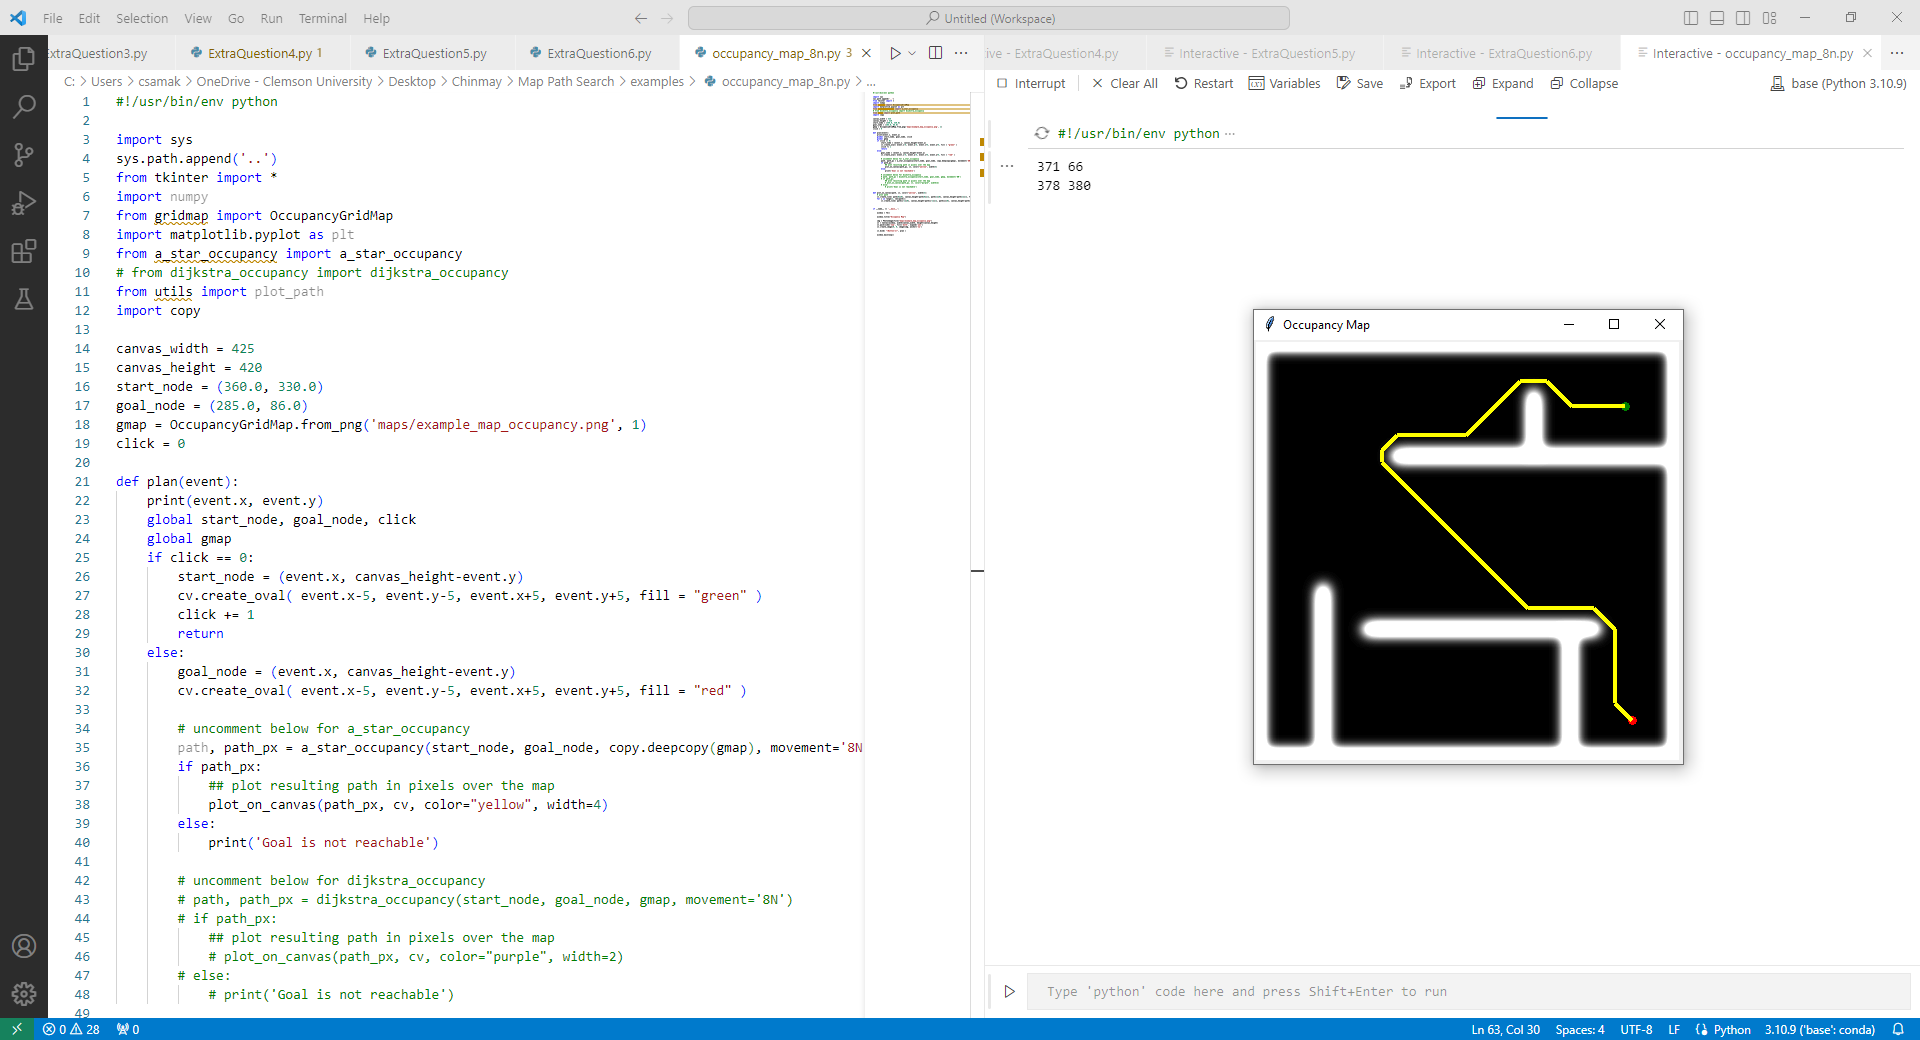 File Edit Selection View Go Run Terminal Help
Untitled (Workspace)
ExtraQuestion3.py
ExtraQuestion4.py 1
ExtraQuestion5.py
ExtraQuestion6.py
occupancy_map_8n.py 3
ive - ExtraQuestion4.py
Interactive - ExtraQuestion5.py
Interactive - ExtraQuestion6.py
Interactive - occupancy_map_8n.py
C: > Users > csamak > OneDrive - Clemson University > Desktop > Chinmay > Map Path Search > examples > occupancy_map_8n.py > ...
Interrupt Clear All Restart Variables Save Export Expand Collapse base (Python 3.10.9)
1 #!/usr/bin/env python
2
3 import sys
4 sys.path.append('..')
5 from tkinter import *
6 import numpy
7 from gridmap import OccupancyGridMap
8 import matplotlib.pyplot as plt
9 from a_star_occupancy import a_star_occupancy
10 # from dijkstra_occupancy import dijkstra_occupancy
11 from utils import plot_path
12 import copy
13
14 canvas_width = 425
15 canvas_height = 420
16 start_node = (360.0, 330.0)
17 goal_node = (285.0, 86.0)
18 gmap = OccupancyGridMap.from_png('maps/example_map_occupancy.png', 1)
19 click = 0
20
21 def plan(event):
22 print(event.x, event.y)
23 global start_node, goal_node, click
24 global gmap
25 if click == 0:
26 start_node = (event.x, canvas_height-event.y)
27 cv.create_oval( event.x-5, event.y-5, event.x+5, event.y+5, fill = "green" )
28 click += 1
29 return
30 else:
31 goal_node = (event.x, canvas_height-event.y)
32 cv.create_oval( event.x-5, event.y-5, event.x+5, event.y+5, fill = "red" )
33
34 # uncomment below for a_star_occupancy
35 path, path_px = a_star_occupancy(start_node, goal_node, copy.deepcopy(gmap), movement='8N
36 if path_px:
37 ## plot resulting path in pixels over the map
38 plot_on_canvas(path_px, cv, color="yellow", width=4)
39 else:
40 print('Goal is not reachable')
41
42 # uncomment below for dijkstra_occupancy
43 # path, path_px = dijkstra_occupancy(start_node, goal_node, gmap, movement='8N')
44 # if path_px:
45 ## plot resulting path in pixels over the map
46 # plot_on_canvas(path_px, cv, color="purple", width=2)
47 # else:
48 # print('Goal is not reachable')
49
#!/usr/bin/env python ...
371 66
378 380
Occupancy Map
Type 'python' code here and press Shift+Enter to run
0 28 0
Ln 63, Col 30 Spaces: 4 UTF-8 LF Python 3.10.9 ('base': conda)